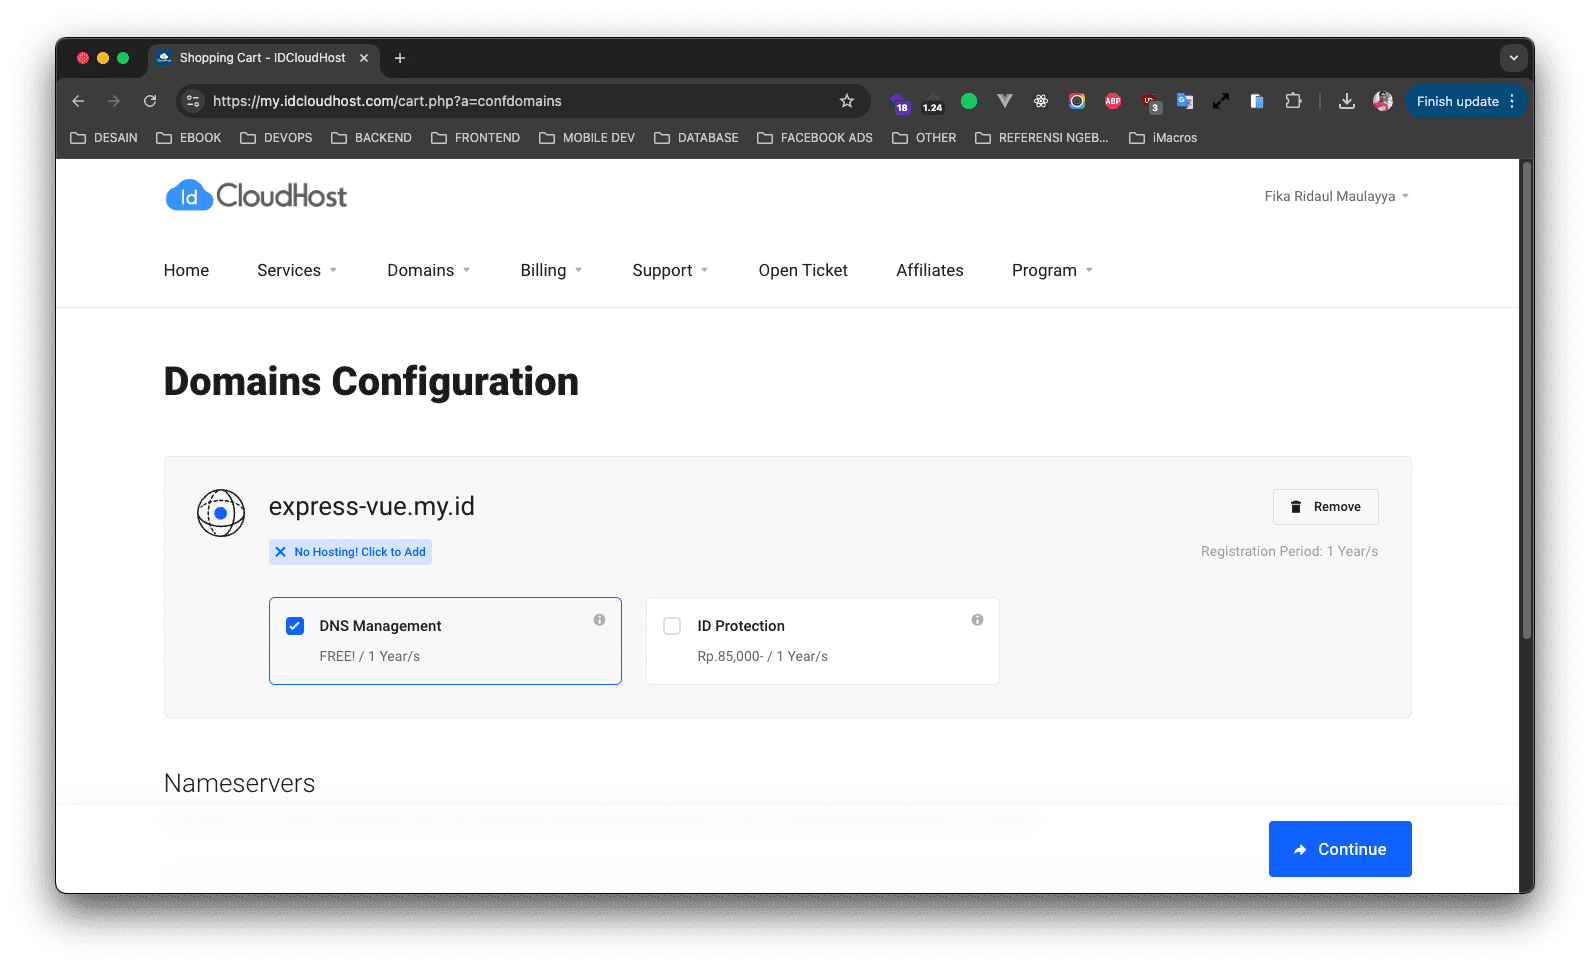 Shopping Cart - IDCloudHost
https://my.idcloudhost.com/cart.php?a=confdomains
18
1.24
ABP
3
Finish update
DESAIN
EBOOK
DEVOPS
BACKEND
FRONTEND
MOBILE DEV
DATABASE
FACEBOOK ADS
OTHER
REFERENSI NGEB...
iMacros
Id CloudHost
Fika Ridaul Maulayya
Home
Services
Domains
Billing
Support
Open Ticket
Affiliates
Program
Domains Configuration
express-vue.my.id
Remove
No Hosting! Click to Add
Registration Period: 1 Year/s
DNS Management
FREE! / 1 Year/s
ID Protection
Rp.85,000- / 1 Year/s
Nameservers
Continue